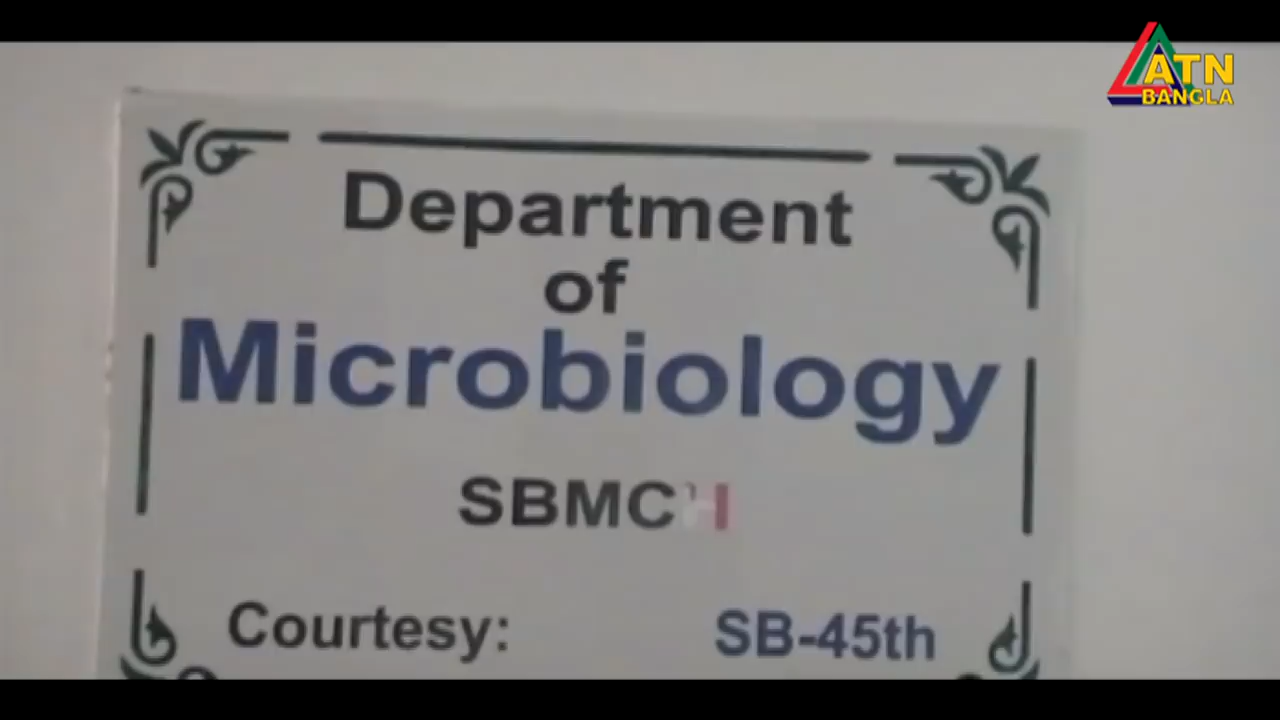 ATN
BANGLA
Department
of
Microbiology
SBMCH
Courtesy: SB-45th